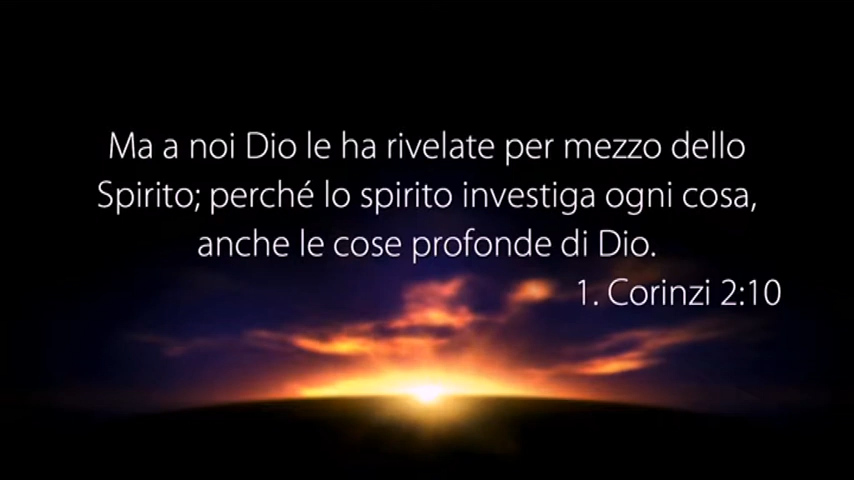 Ma a noi Dio le ha rivelate per mezzo dello
Spirito; perché lo spirito investiga ogni cosa,
anche le cose profonde di Dio.
1. Corinzi 2:10